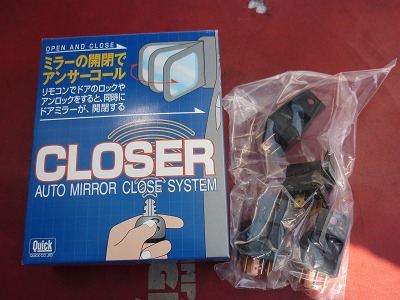 OPEN AND CLOSE
ミラーの開閉で
アンサーコール
リモコンでドアのロックや
アンロックをすると、同時に
ドアミラーが、開閉する
CLOSER
AUTO MIRROR CLOSE SYSTEM
Quick
QUICK CO.,LTD